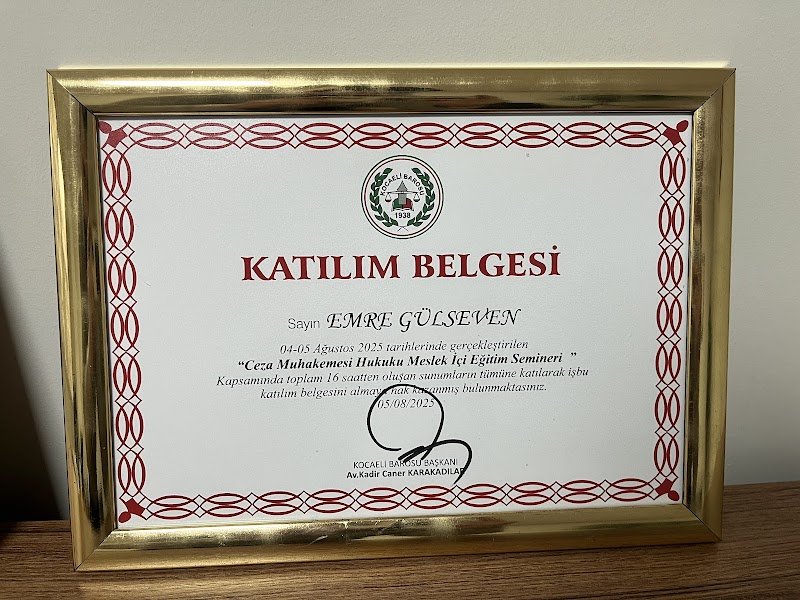 KOCAELİ BAROSU
1938
KATILIM BELGESİ
Sayın EMRE GÜLSEVEN
04-05 Ağustos 2025 tarihlerinde gerçekleştirilen
“Ceza Muhakemesi Hukuku Meslek İçi Eğitim Semineri ”
Kapsamında toplam 16 saatten oluşan sunumların tümüne katılarak işbu
katılım belgesini almaya hak kazanmış bulunmaktasınız.
05/08/2025
KOCAELİ BAROSU BAŞKANI
Av.Kadir Caner KARAKADILAR